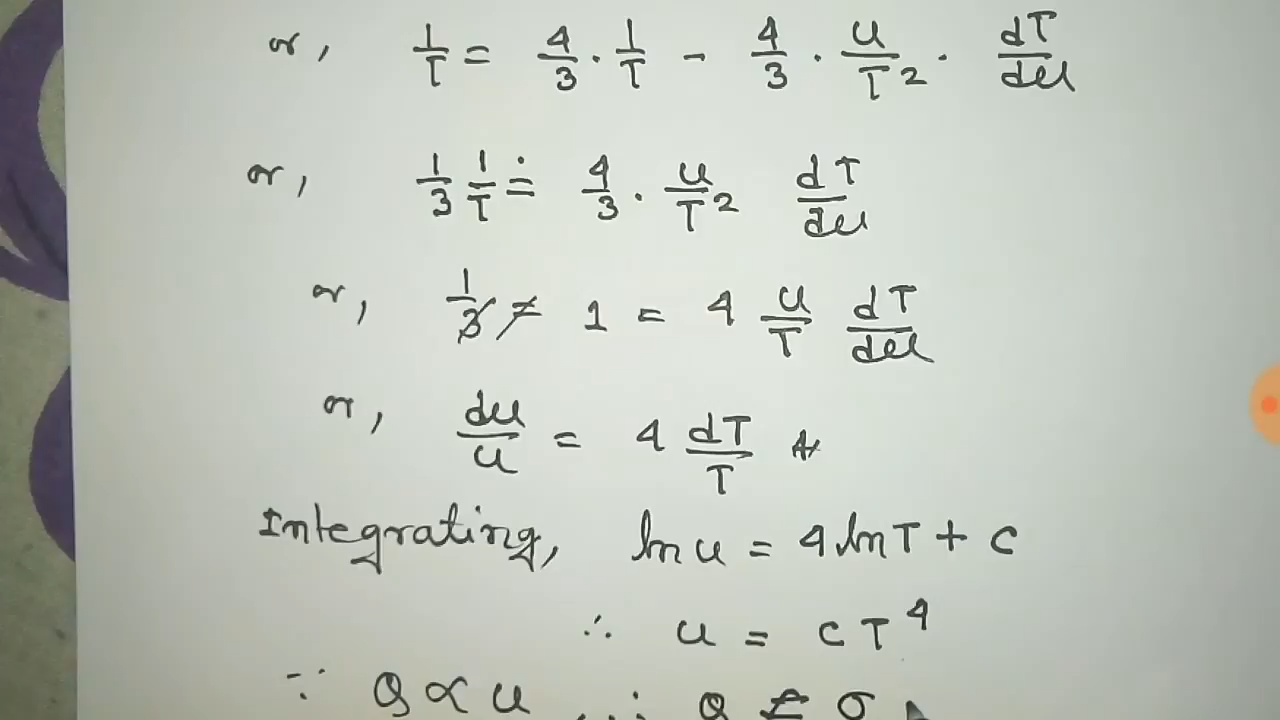 or, 1/T = 4/3 · 1/T - 4/3 · u/T² · dT/du
or, 1/3 1/T = 4/3 · u/T² dT/du
or, 1 = 4 u/T dT/du
or, du/u = 4 dT/T
Integrating, ln u = 4 ln T + c
∴ u = c T⁴
∵ Q ∝ u ∴ Q = σ